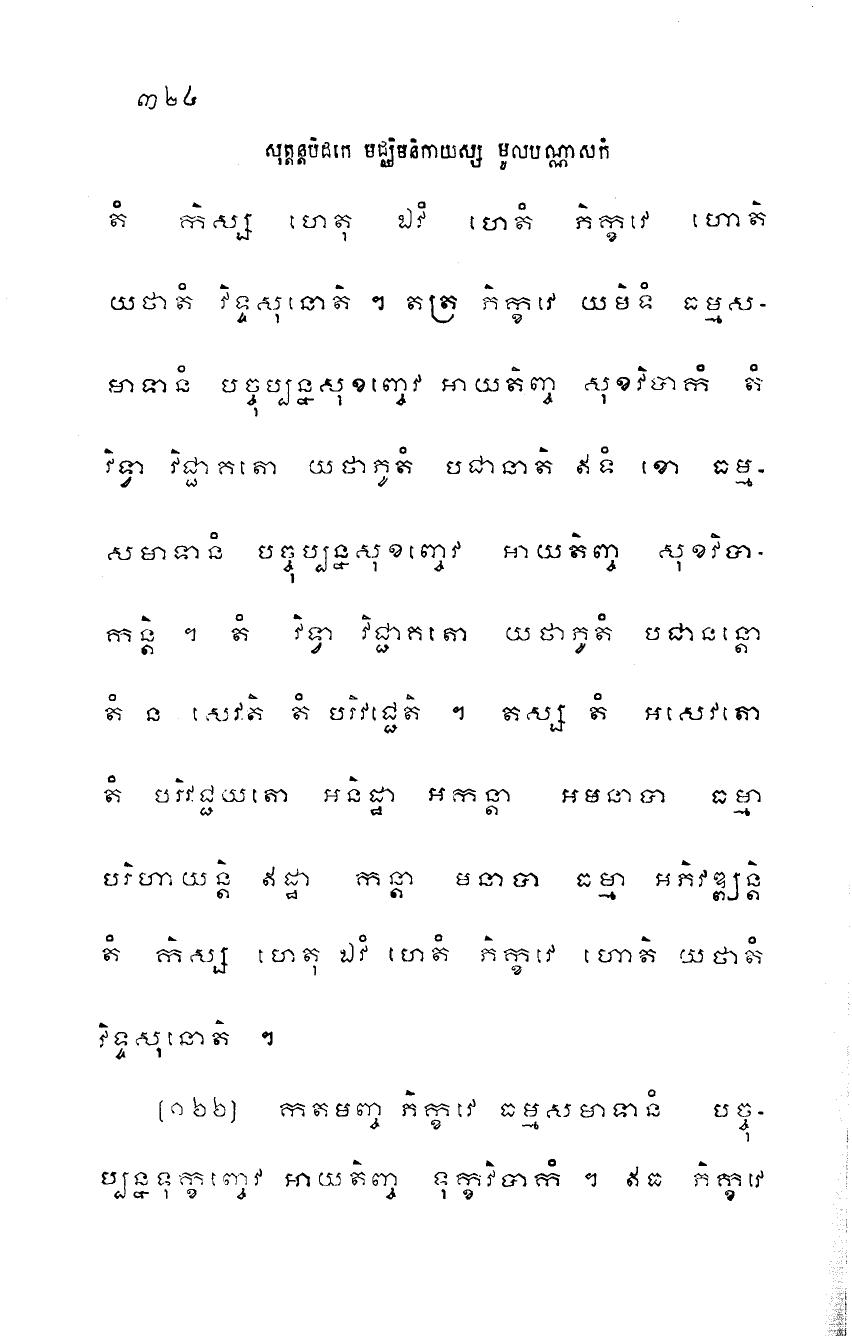 ៣២៤
សុត្តន្តបិដកេ មជ្ឈិមនិកាយស្ស មូលបណ្ណាសកំ
តំ កិស្ស ហេតុ ឯវំ ហេតំ ភិក្ខវេ ហោតិ
យថាតំ វិទ្ទសុនោតិ ។ តត្រ ភិក្ខវេ យមិទំ ធម្មស-
មាទានំ បច្ចុប្បន្នសុខញ្ចេវ អាយតិញ្ច សុខវិបាកំ តំ
វិទ្វា វិជ្ជាកតោ យថាភូតំ បជានាតិ ឥទំ ខោ ធម្ម-
សមាទានំ បច្ចុប្បន្នសុខញ្ចេវ អាយតិញ្ច សុខវិបា-
កន្តិ ។ តំ វិទ្វា វិជ្ជាកតោ យថាភូតំ បជានន្តោ
តំ ន សេវតិ តំ បរិវជ្ជេតិ ។ តស្ស តំ អសេវតោ
តំ បរិវជ្ជយតោ អនិដ្ឋា អកន្តា អមនាបា ធម្មា
បរិហាយន្តិ ឥដ្ឋា កន្តា មនាបា ធម្មា អភិវឌ្ឍន្តិ
តំ កិស្ស ហេតុ ឯវំ ហេតំ ភិក្ខវេ ហោតិ យថាតំ
វិទ្ទសុនោតិ ។
(១៦៦) កតមញ្ច ភិក្ខវេ ធម្មសមាទានំ បច្ចុ-
ប្បន្នទុក្ខញ្ចេវ អាយតិញ្ច ទុក្ខវិបាកំ ។ ឥធ ភិក្ខវេ